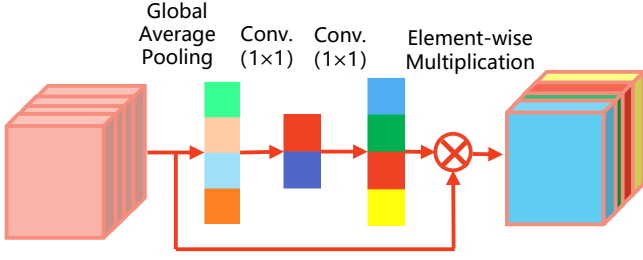 Global
Average
Pooling
Conv.
(1×1)
Conv.
(1×1)
Element-wise
Multiplication